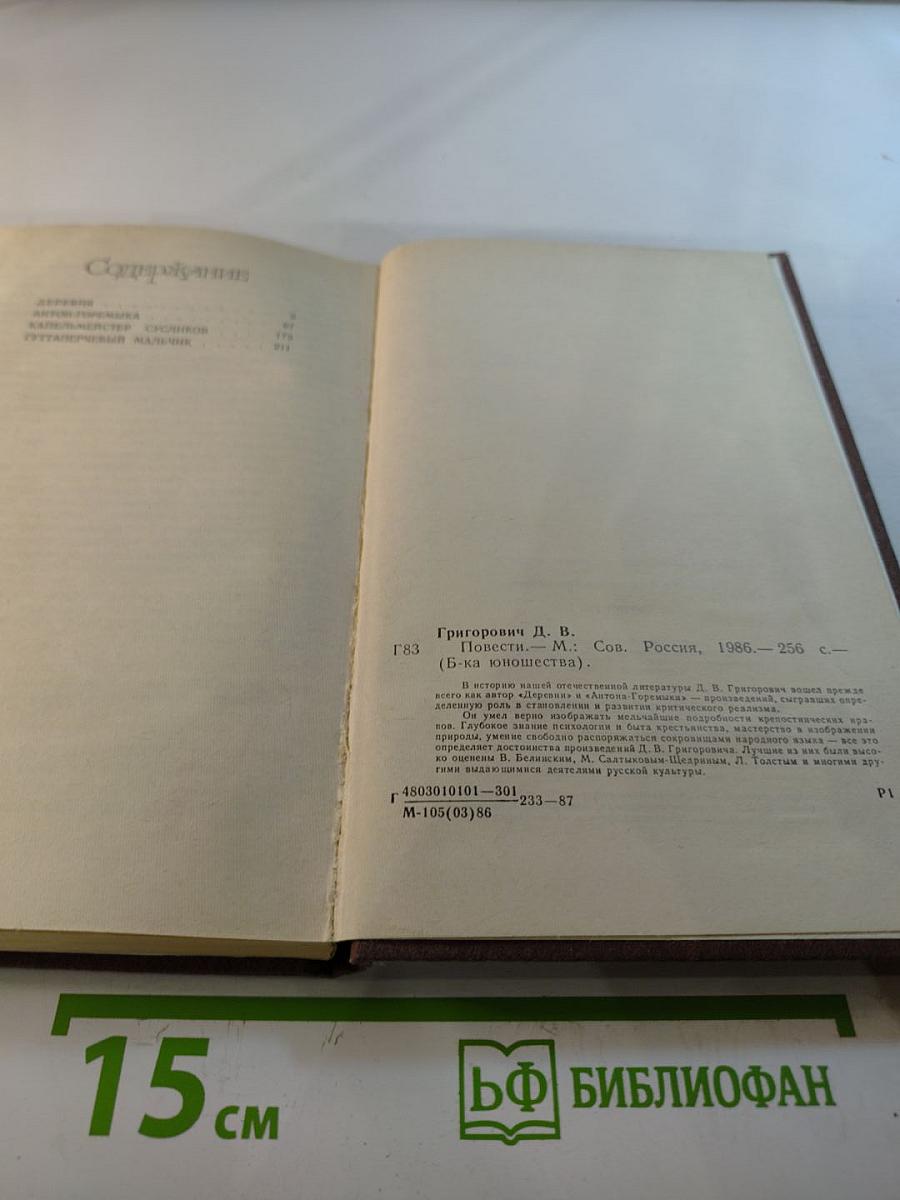 Содержание
ДЕРЕВНЯ
АНТОН-ГОРЕМЫКА
КАПЕЛЬМЕЙСТЕР СУСЛИКОВ 175
ГУТТАПЕРЧЕВЫЙ МАЛЬЧИК 211
Григорович Д. В.
Г83 Повести.— М.: Сов. Россия, 1986.— 256 с.—
(Б-ка юношества).
В историю нашей отечественной литературы Д. В. Григорович вошел прежде
всего как автор «Деревни» и «Антона-Горемыка» — произведений, сыгравших опре-
деленную роль в становлении и развитии критического реализма.
Он умел верно изображать мельчайшие подробности крепостнических нра-
вов. Глубокое знание психологии и быта крестьянства, мастерство в изображении
природы, умение свободно распоряжаться сокровищами народного языка — все это
определяет достоинства произведений Д. В. Григоровича. Лучшие из них были высо-
ко оценены В. Белинским, М. Салтыковым-Щедриным, Л. Толстым и многими дру-
гими выдающимися деятелями русской культуры.
Г 4803010101—301
М-105(03)86 233—87 Р1
15 см
ЬФ БИБЛИОФАН